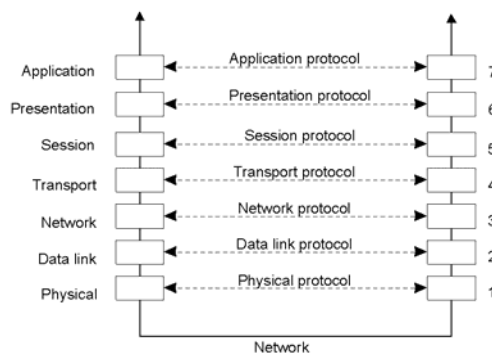 Application Application protocol 7
Presentation Presentation protocol 6
Session Session protocol 5
Transport Transport protocol 4
Network Network protocol 3
Data link Data link protocol 2
Physical Physical protocol 1
Network